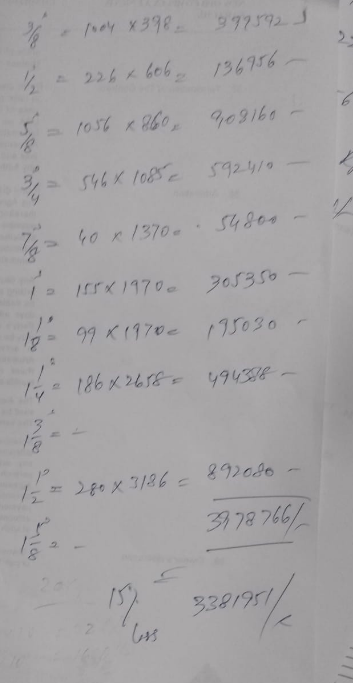 3/8" = 1004 × 398 = 399592
1/2" = 226 × 606 = 136956 —
5/8" = 1056 × 860 = 908160 —
3/4" = 546 × 1085 = 592410 —
7/8" = 40 × 1370 = 54800 —
1" = 155 × 1970 = 305350 —
1 1/8" = 99 × 1970 = 195030 —
1 1/4" = 186 × 2658 = 494388 —
1 3/8" = —
1 1/2" = 280 × 3186 = 892080 —
3978766/-
1 5/8" = —
15% less 3381951/-